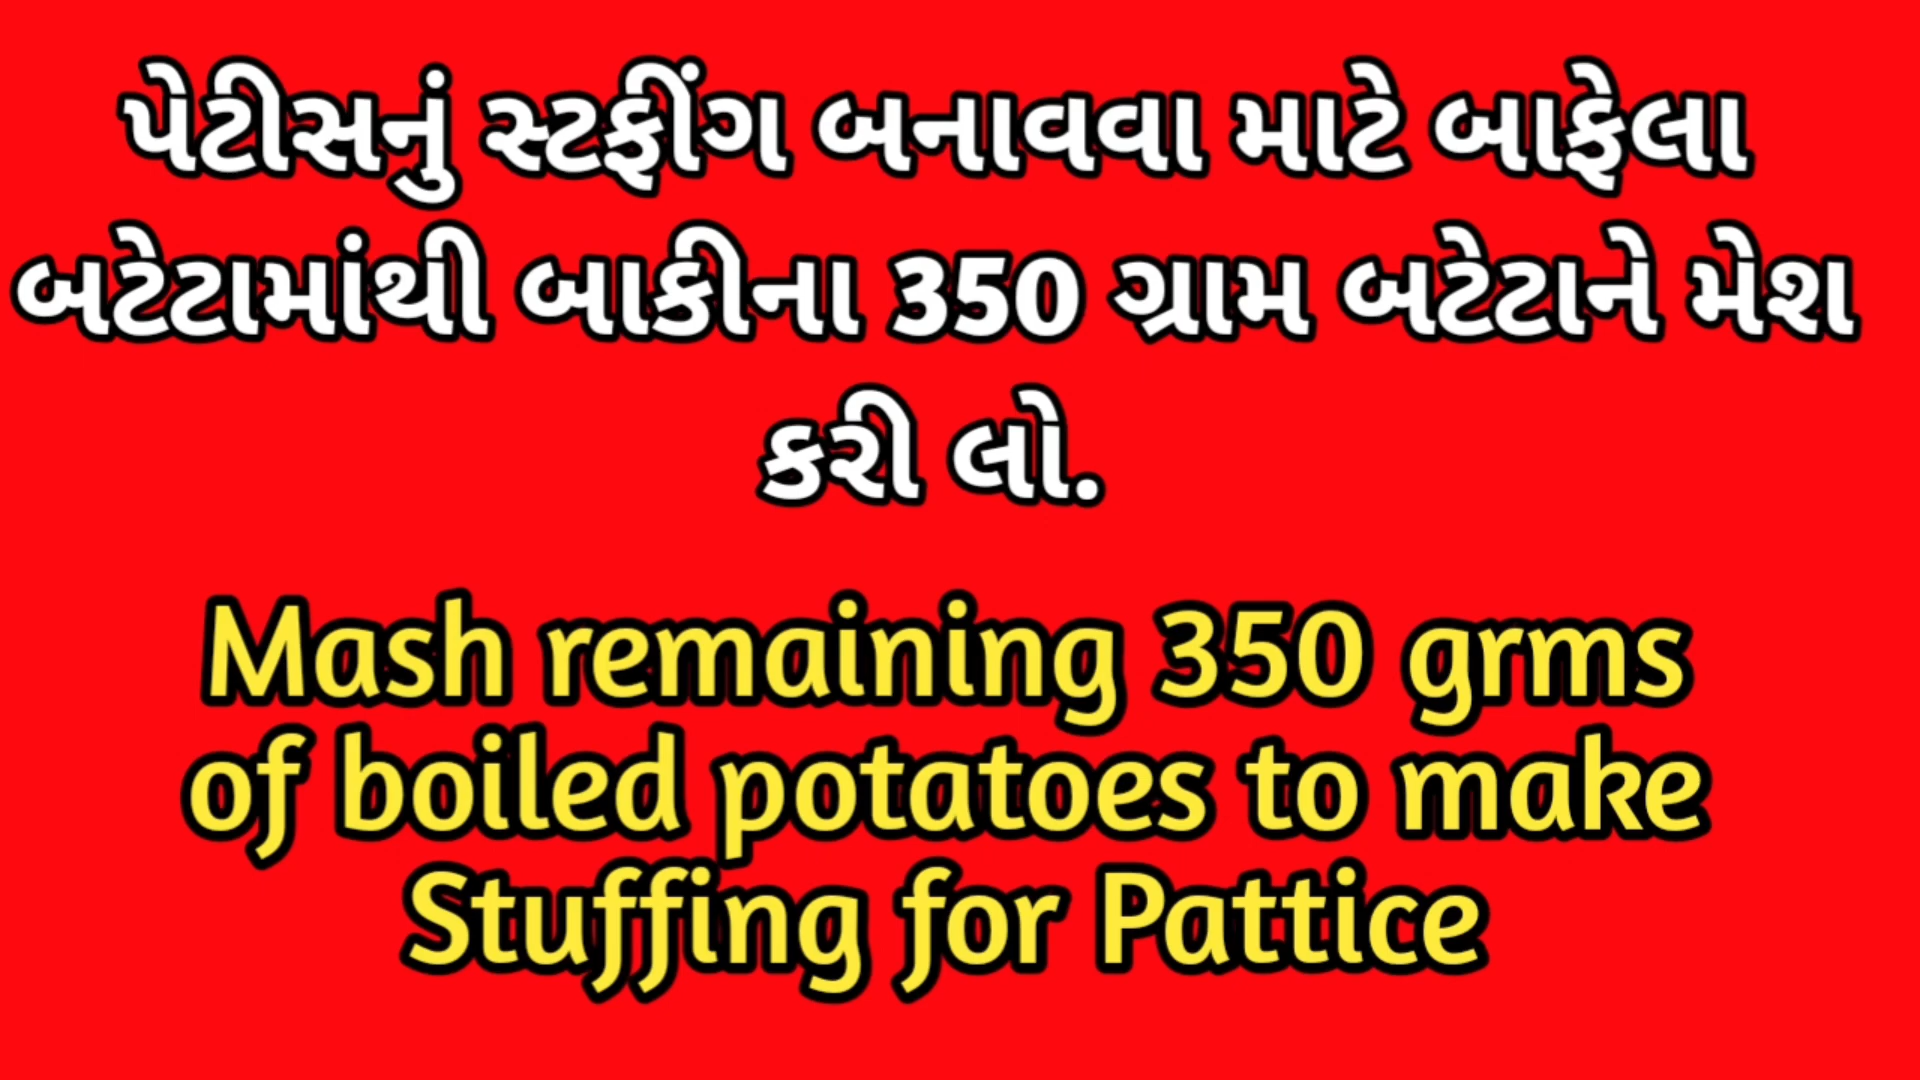 પેટીસનું સ્ટફીંગ બનાવવા માટે બાફેલા
બટેટામાંથી બાકીના 350 ગ્રામ બટેટાને મેશ
કરી લો.
Mash remaining 350 grms
of boiled potatoes to make
Stuffing for Pattice